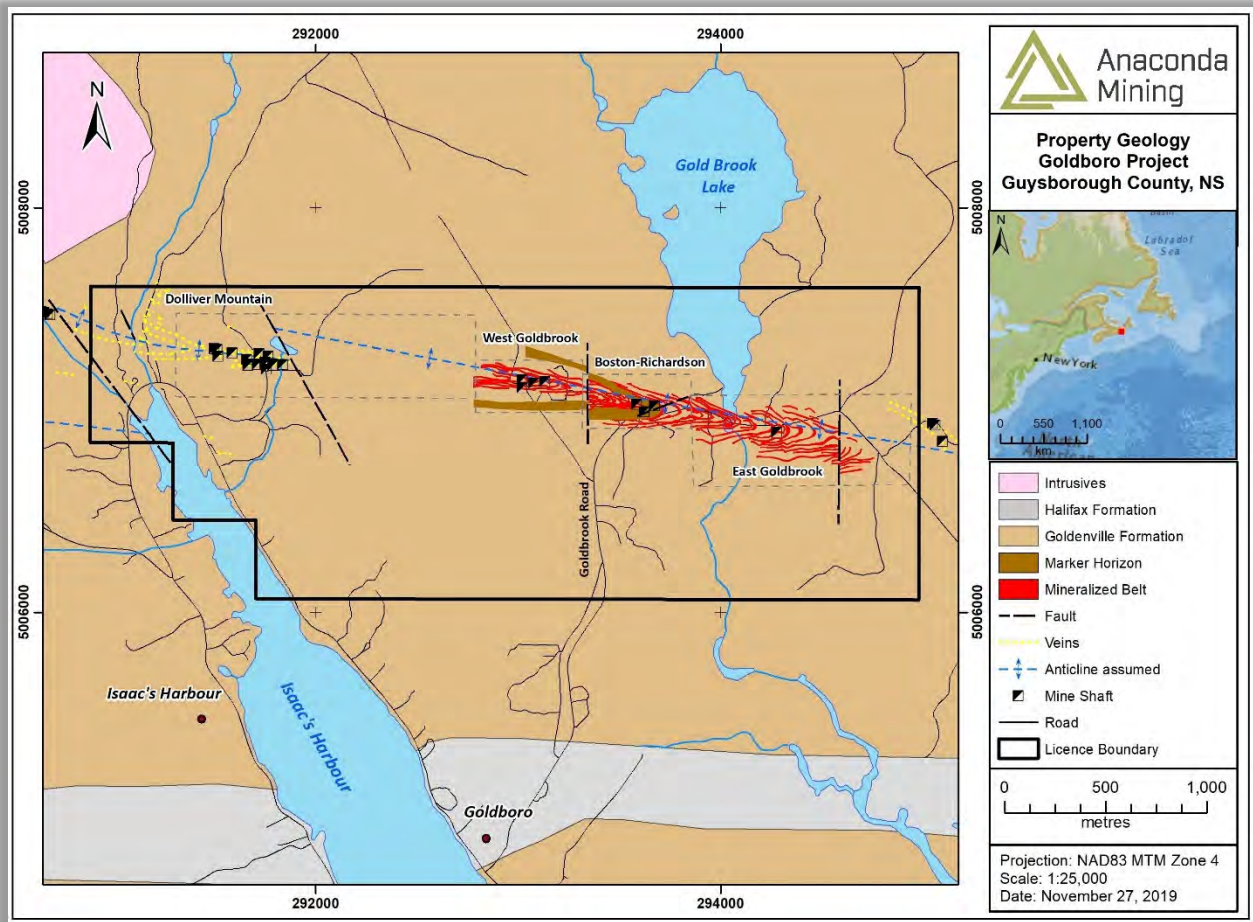 292000
294000
N
5008000
5008000
5006000
5006000
Gold Brook
Lake
Dolliver Mountain
West Goldbrook
Boston-Richardson
East Goldbrook
Goldbrook Road
Isaac's Harbour
Isaac's Harbour
Goldboro
292000
294000
Anaconda
Mining
Property Geology
Goldboro Project
Guysborough County, NS
N
Labrador
Sea
NewYork
0 550 1,100
km
Intrusives
Halifax Formation
Goldenville Formation
Marker Horizon
Mineralized Belt
Fault
Veins
Anticline assumed
Mine Shaft
Road
Licence Boundary
0 500 1,000
metres
Projection: NAD83 MTM Zone 4
Scale: 1:25,000
Date: November 27, 2019